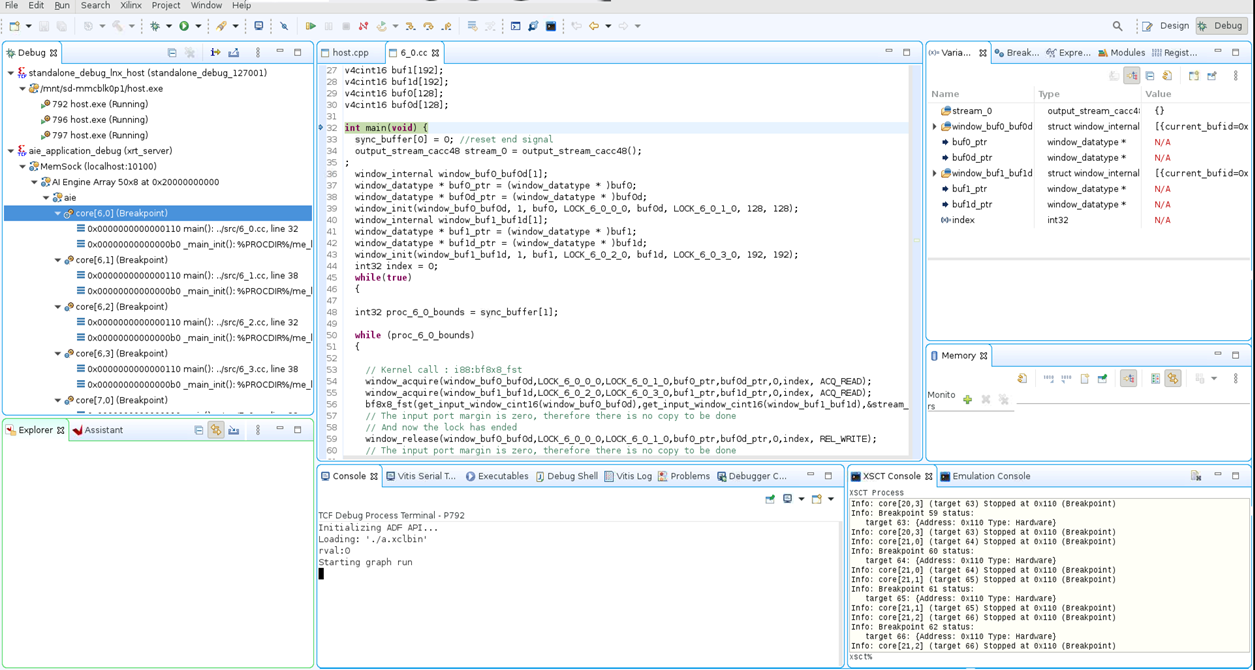 File Edit Run Search Xilinx Project Window Help
Design Debug
Debug
standalone_debug_lnx_host (standalone_debug_127001)
/mnt/sd-mmcblk0p1/host.exe
792 host.exe (Running)
796 host.exe (Running)
797 host.exe (Running)
aie_application_debug (xrt_server)
MemSock (localhost:10100)
AI Engine Array 50x8 at 0x20000000000
aie
core[6,0] (Breakpoint)
0x0000000000000110 main(): ../src/6_0.cc, line 32
0x00000000000000b0 _main_init(): %PROCDIR%/me_l
core[6,1] (Breakpoint)
0x0000000000000110 main(): ../src/6_1.cc, line 38
0x00000000000000b0 _main_init(): %PROCDIR%/me_l
core[6,2] (Breakpoint)
0x0000000000000110 main(): ../src/6_2.cc, line 32
0x00000000000000b0 _main_init(): %PROCDIR%/me_l
core[6,3] (Breakpoint)
0x0000000000000110 main(): ../src/6_3.cc, line 38
0x00000000000000b0 _main_init(): %PROCDIR%/me_l
core[7,0] (Breakpoint)
host.cpp 6_0.cc
27 v4cint16 buf1[192];
28 v4cint16 buf1d[192];
29 v4cint16 buf0[128];
30 v4cint16 buf0d[128];
31
32 int main(void) {
33 sync_buffer[0] = 0; //reset end signal
34 output_stream_cacc48 stream_0 = output_stream_cacc48();
35 ;
36 window_internal window_buf0_buf0d[1];
37 window_datatype * buf0_ptr = (window_datatype * )buf0;
38 window_datatype * buf0d_ptr = (window_datatype * )buf0d;
39 window_init(window_buf0_buf0d, 1, buf0, LOCK_6_0_0_0, buf0d, LOCK_6_0_1_0, 128, 128);
40 window_internal window_buf1_buf1d[1];
41 window_datatype * buf1_ptr = (window_datatype * )buf1;
42 window_datatype * buf1d_ptr = (window_datatype * )buf1d;
43 window_init(window_buf1_buf1d, 1, buf1, LOCK_6_0_2_0, buf1d, LOCK_6_0_3_0, 192, 192);
44 int32 index = 0;
45 while(true)
46 {
47
48 int32 proc_6_0_bounds = sync_buffer[1];
49
50 while (proc_6_0_bounds)
51 {
52
53 // Kernel call : i88:bf8x8_fst
54 window_acquire(window_buf0_buf0d,LOCK_6_0_0_0,LOCK_6_0_1_0,buf0_ptr,buf0d_ptr,0,index, ACQ_READ);
55 window_acquire(window_buf1_buf1d,LOCK_6_0_2_0,LOCK_6_0_3_0,buf1_ptr,buf1d_ptr,0,index, ACQ_READ);
56 bf8x8_fst(get_input_window_cint16(window_buf0_buf0d),get_input_window_cint16(window_buf1_buf1d),&stream_
57 // The input port margin is zero, therefore there is no copy to be done
58 // And now the lock has ended
59 window_release(window_buf0_buf0d,LOCK_6_0_0_0,LOCK_6_0_1_0,buf0_ptr,buf0d_ptr,0,index, REL_WRITE);
60 // The input port margin is zero, therefore there is no copy to be done
Varia... Break... Expre... Modules Regist...
Name Type Value
stream_0 output_stream_cacc48 {}
window_buf0_buf0d struct window_internal [{current_bufid=0x
buf0_ptr window_datatype * N/A
buf0d_ptr window_datatype * N/A
window_buf1_buf1d struct window_internal [{current_bufid=0x
buf1_ptr window_datatype * N/A
buf1d_ptr window_datatype * N/A
index int32 N/A
Memory
Monito
rs
Explorer Assistant
Console Vitis Serial T... Executables Debug Shell Vitis Log Problems Debugger C...
TCF Debug Process Terminal - P792
Initializing ADF API...
Loading: './a.xclbin'
rval:0
Starting graph run
XSCT Console Emulation Console
XSCT Process
Info: core[20,3] (target 63) Stopped at 0x110 (Breakpoint)
Info: Breakpoint 59 status:
target 63: {Address: 0x110 Type: Hardware}
Info: core[20,3] (target 63) Stopped at 0x110 (Breakpoint)
Info: core[21,0] (target 64) Stopped at 0x110 (Breakpoint)
Info: Breakpoint 60 status:
target 64: {Address: 0x110 Type: Hardware}
Info: core[21,0] (target 64) Stopped at 0x110 (Breakpoint)
Info: core[21,1] (target 65) Stopped at 0x110 (Breakpoint)
Info: Breakpoint 61 status:
target 65: {Address: 0x110 Type: Hardware}
Info: core[21,1] (target 65) Stopped at 0x110 (Breakpoint)
Info: core[21,2] (target 66) Stopped at 0x110 (Breakpoint)
Info: Breakpoint 62 status:
target 66: {Address: 0x110 Type: Hardware}
Info: core[21,2] (target 66) Stopped at 0x110 (Breakpoint)
xsct%